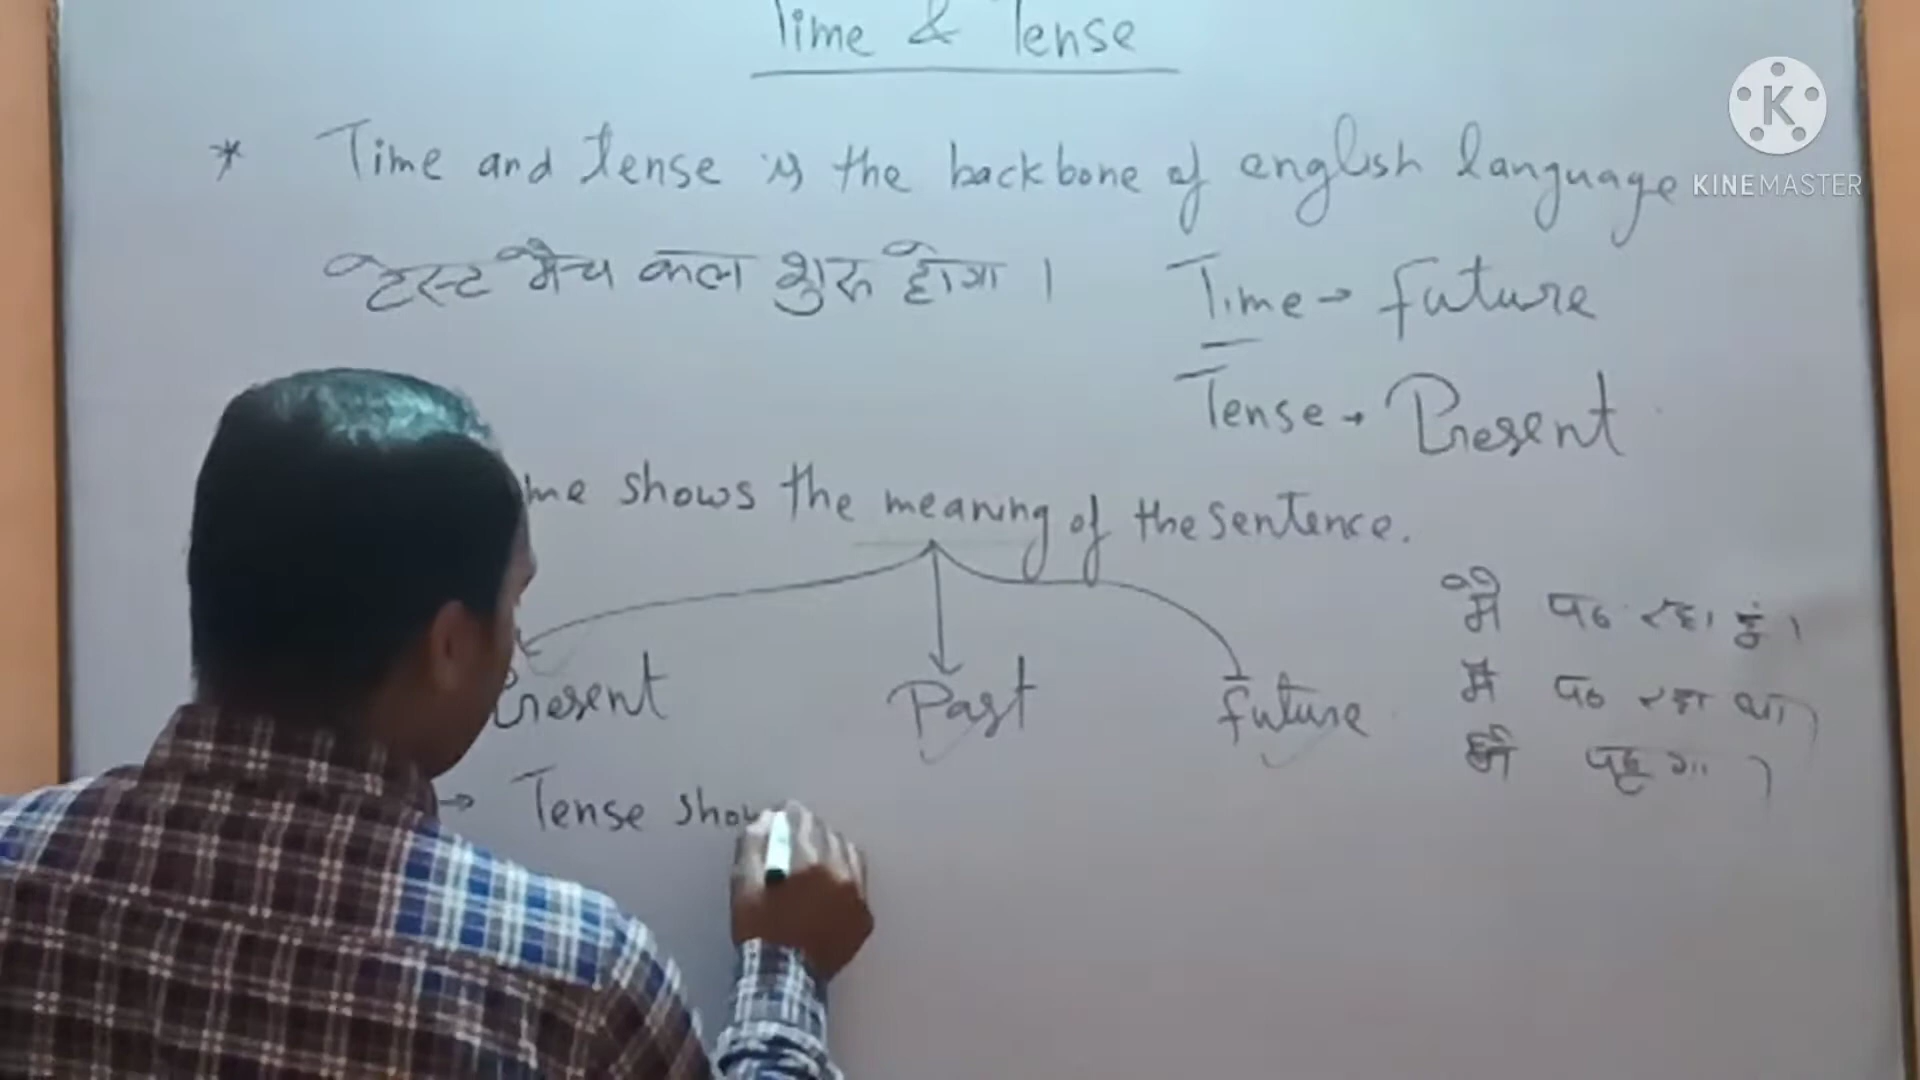 Time & Tense
* Time and tense is the backbone of english language
टेस्ट मैच कल शुरु होगा ।
Time → future
Tense → Present
me shows the meaning of the sentence.
Present Past future
मै पढ रहा हूं।
मै पढ रहा था
मै पढूगा ।
→ Tense show
K
KINEMASTER